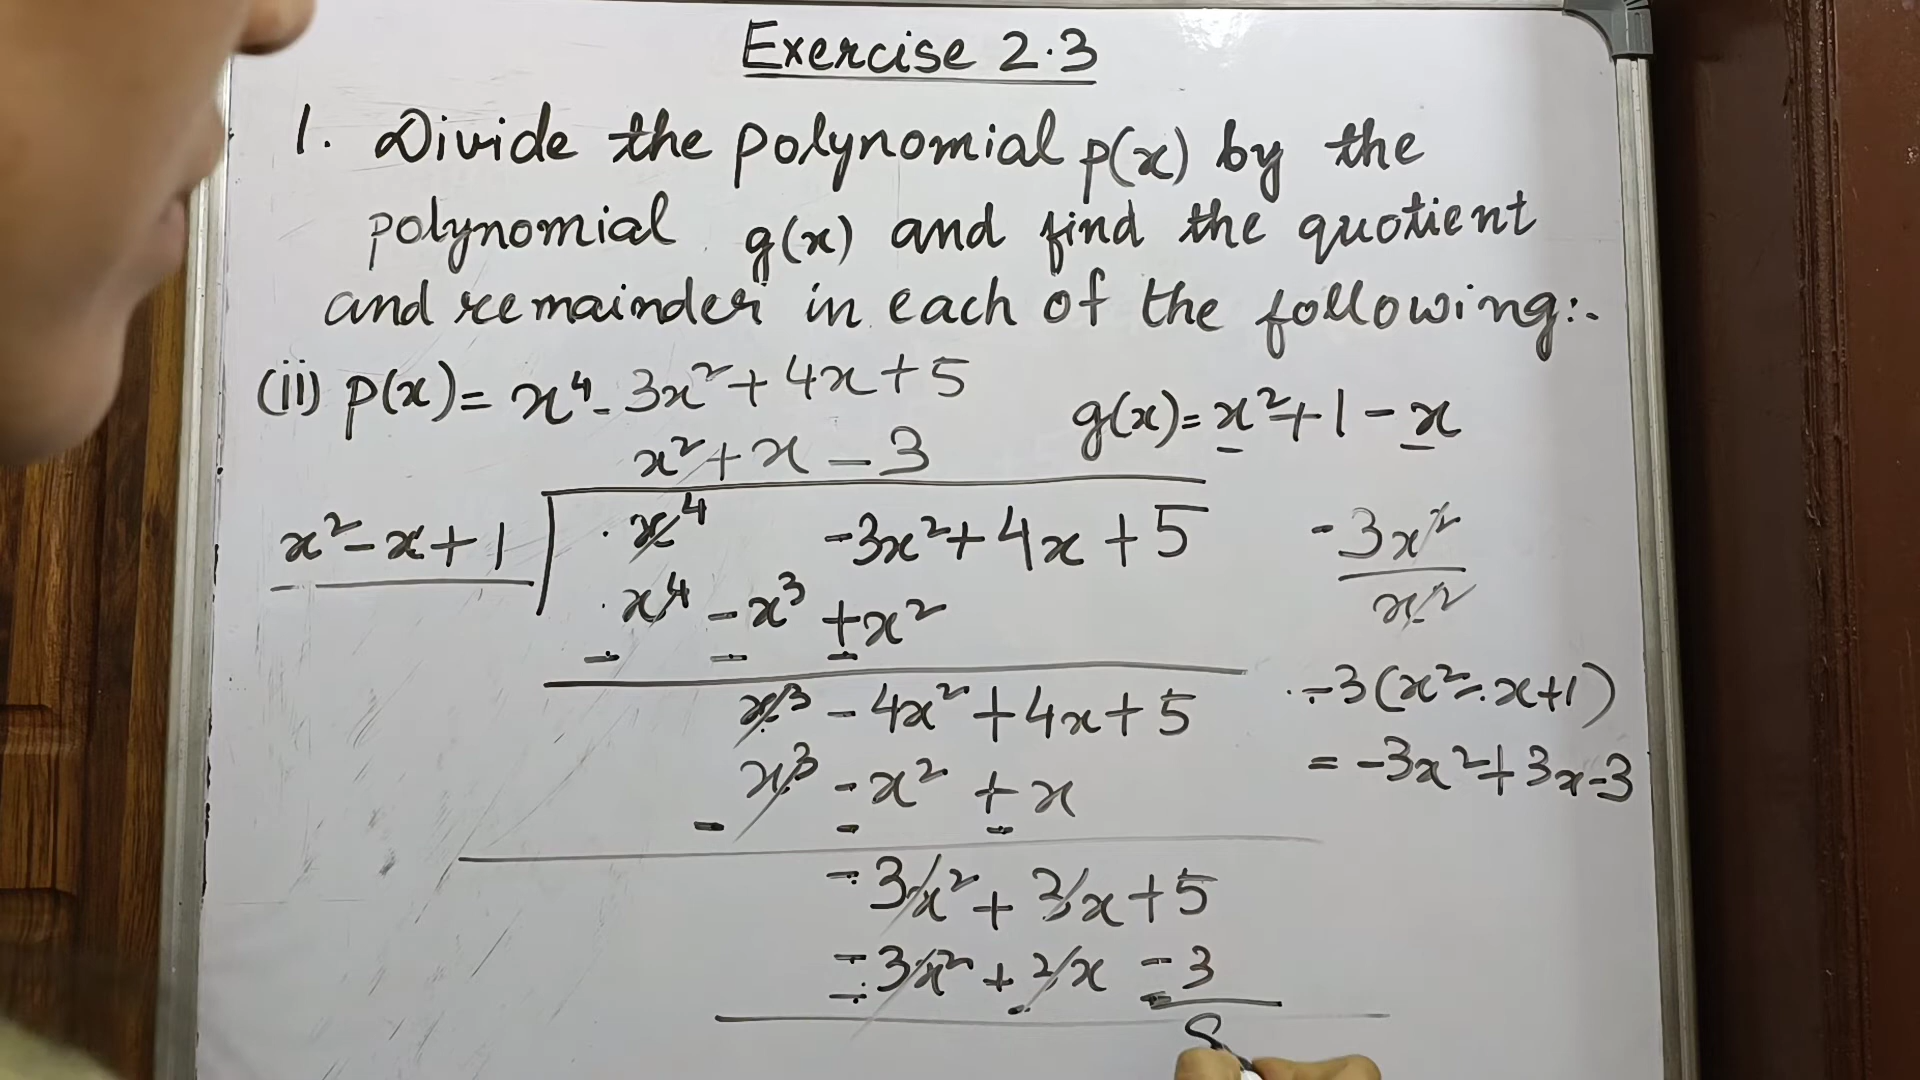 Exercise 2.3
1. Divide the polynomial p(x) by the
polynomial g(x) and find the quotient
and remainder in each of the following:-
(ii) p(x) = x⁴ - 3x² + 4x + 5
g(x) = x² + 1 - x
x² + x - 3
x² - x + 1
x⁴ -3x² + 4x + 5
x⁴ - x³ + x²
- - -
x³ - 4x² + 4x + 5
x³ - x² + x
- - -
-3x² + 3x + 5
-3x² + 3x - 3
8
-3x²
x²
-3(x² - x + 1)
= -3x² + 3x - 3